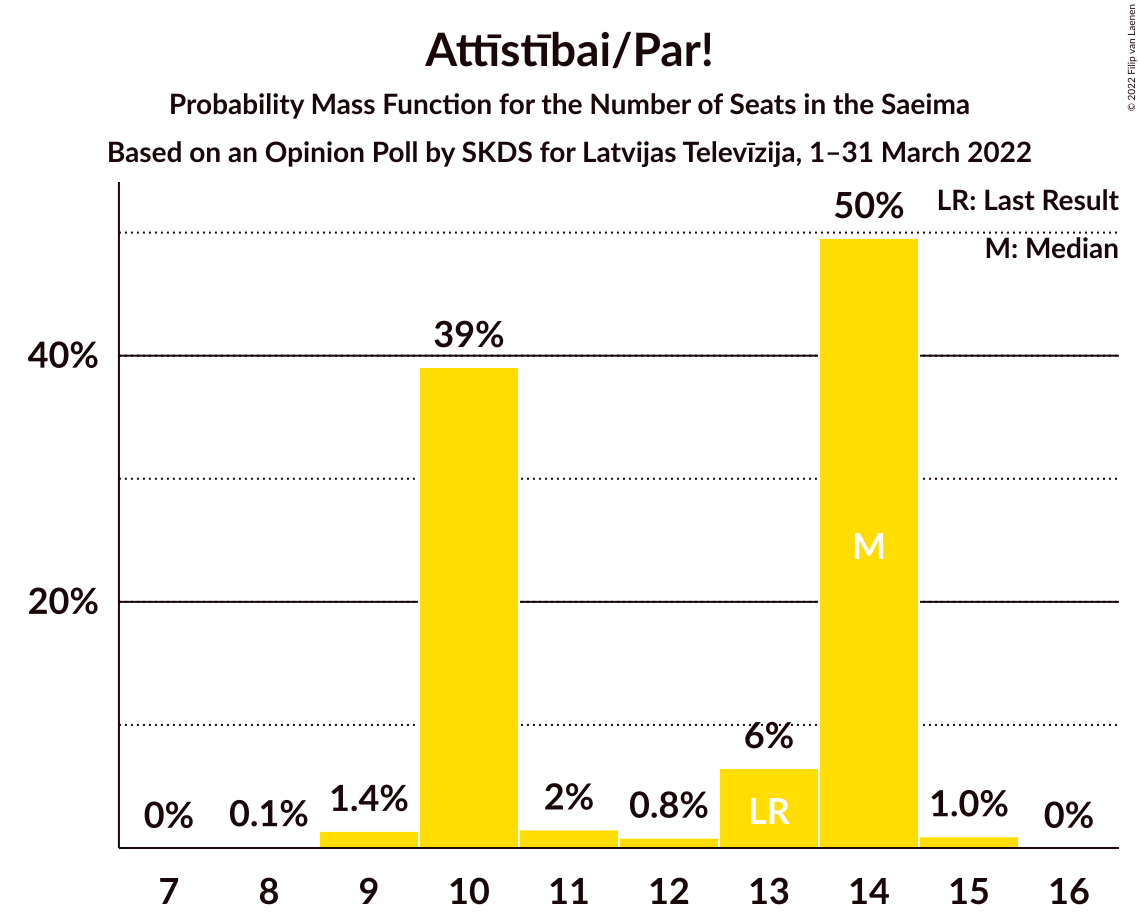 Attīstībai/Par!
Probability Mass Function for the Number of Seats in the Saeima
Based on an Opinion Poll by SKDS for Latvijas Televīzija, 1–31 March 2022
© 2022 Filip van Laenen
LR: Last Result
M: Median
40%
20%
0%
0.1%
1.4%
39%
2%
0.8%
6%
50%
1.0%
0%
LR
M
7 8 9 10 11 12 13 14 15 16